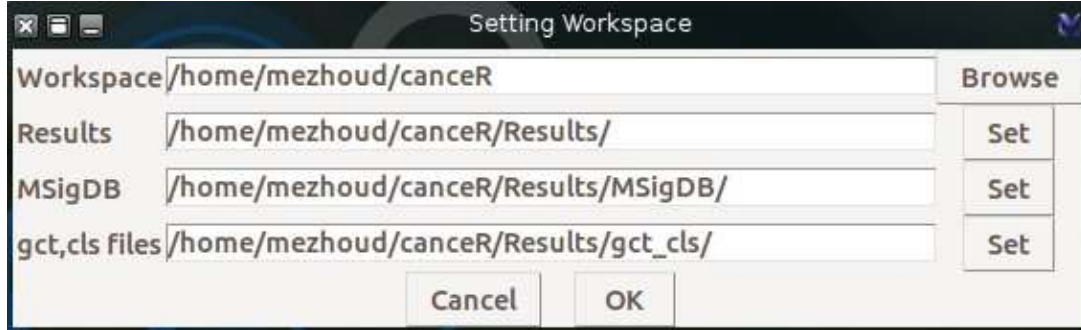 Setting Workspace
Workspace /home/mezhoud/canceR Browse
Results /home/mezhoud/canceR/Results/ Set
MSigDB /home/mezhoud/canceR/Results/MSigDB/ Set
gct,cls files /home/mezhoud/canceR/Results/gct_cls/ Set
Cancel OK